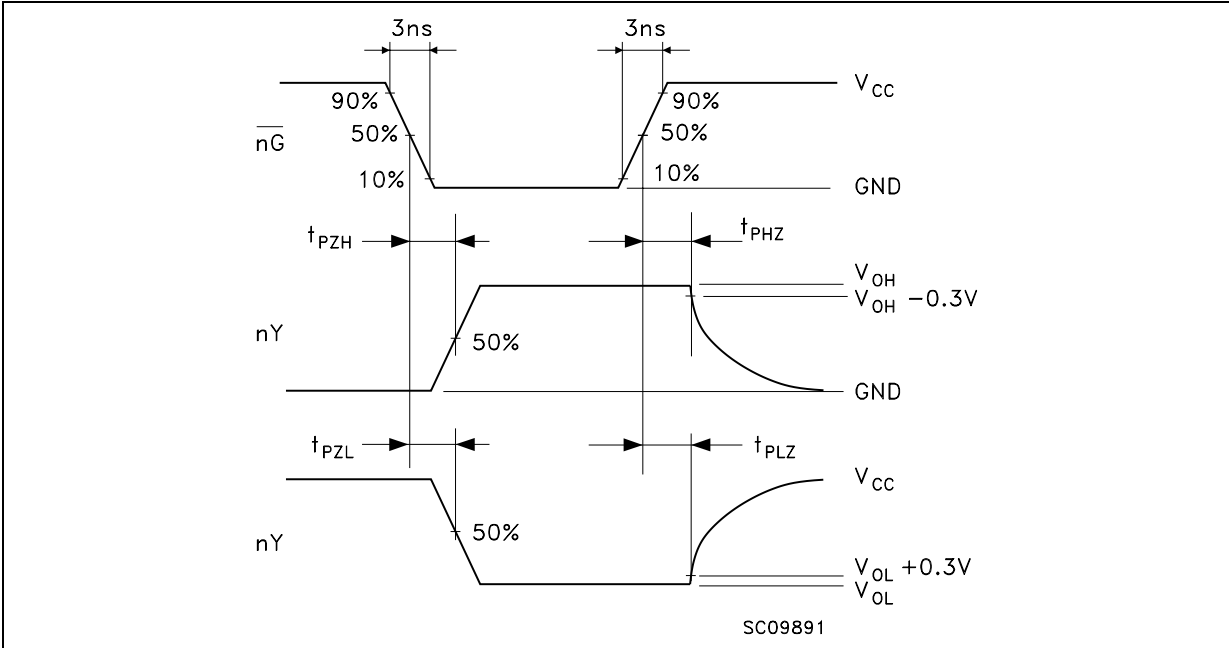 3ns 3ns
90% 90% V_CC
nG 50% 50%
10% 10%
GND
t_PZH t_PHZ
V_OH
V_OH −0.3V
nY 50%
GND
t_PZL t_PLZ
V_CC
50%
nY
V_OL +0.3V
V_OL
SC09891